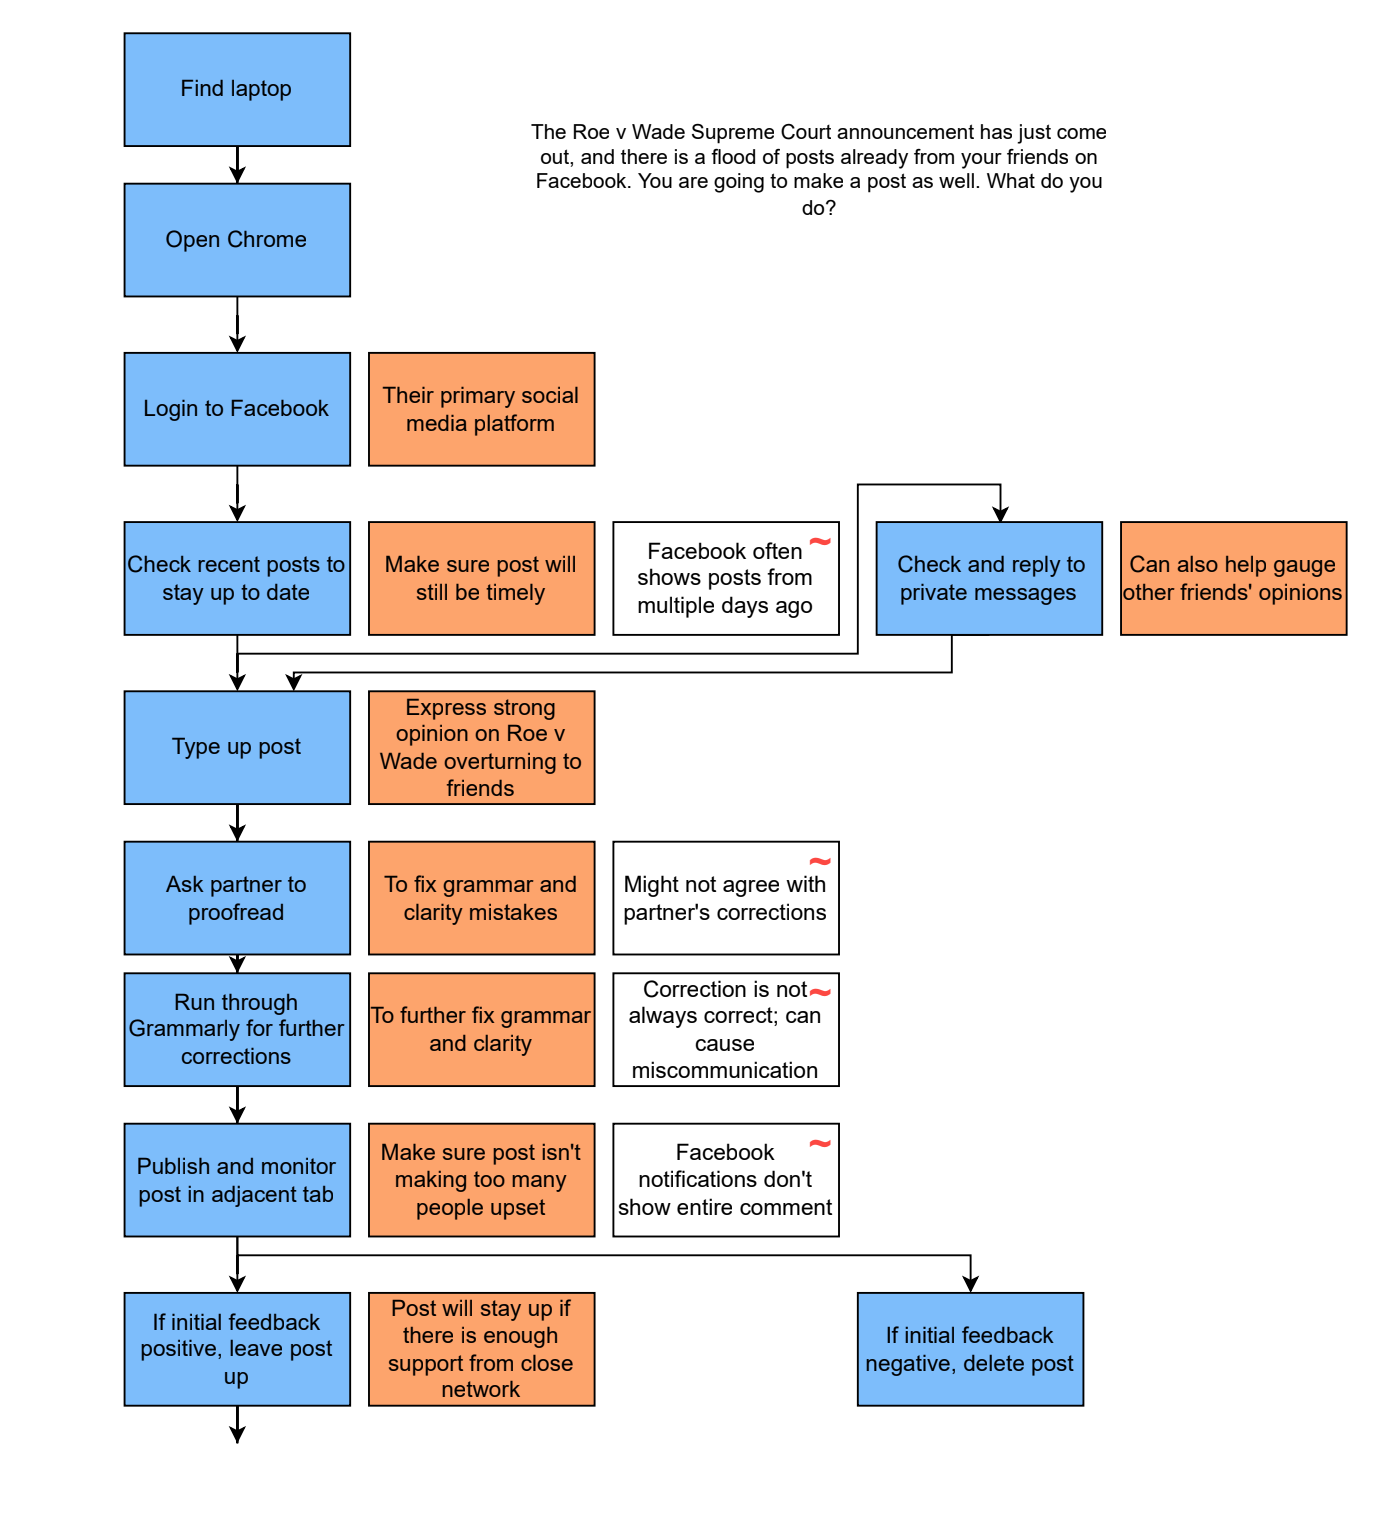 Find laptop
The Roe v Wade Supreme Court announcement has just come
out, and there is a flood of posts already from your friends on
Facebook. You are going to make a post as well. What do you
do?
Open Chrome
Login to Facebook
Their primary social
media platform
Check recent posts to
stay up to date
Make sure post will
still be timely
Facebook often
shows posts from
multiple days ago
~
Check and reply to
private messages
Can also help gauge
other friends' opinions
Type up post
Express strong
opinion on Roe v
Wade overturning to
friends
Ask partner to
proofread
To fix grammar and
clarity mistakes
~
Might not agree with
partner's corrections
Run through
Grammarly for further
corrections
To further fix grammar
and clarity
Correction is not ~
always correct; can
cause
miscommunication
Publish and monitor
post in adjacent tab
Make sure post isn't
making too many
people upset
~
Facebook
notifications don't
show entire comment
If initial feedback
positive, leave post
up
Post will stay up if
there is enough
support from close
network
If initial feedback
negative, delete post